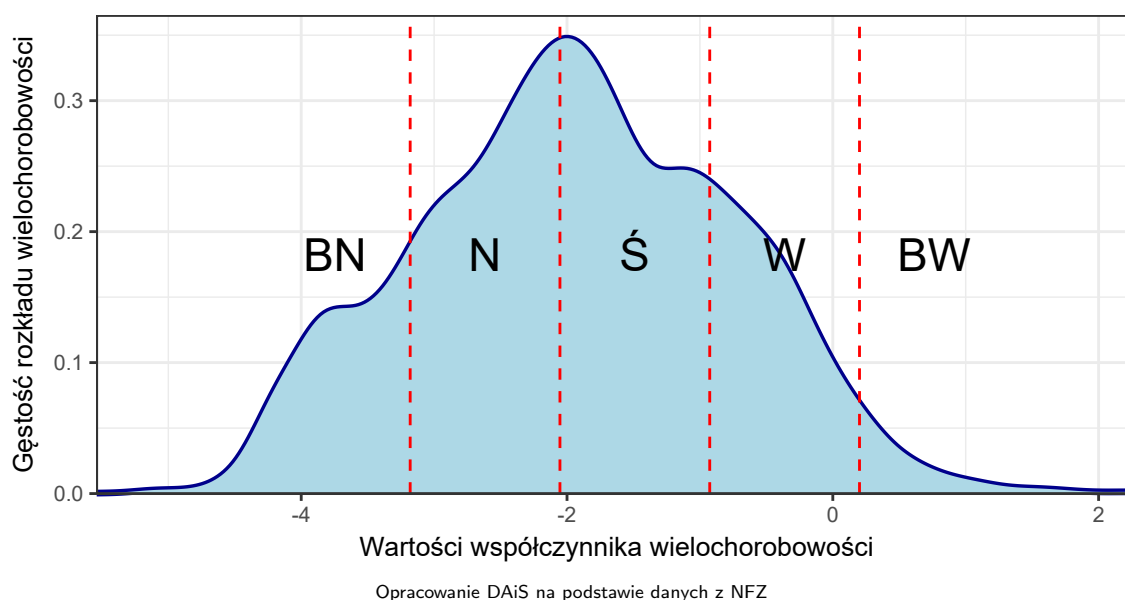 Gęstość rozkładu wielochorobowości
0.3
0.2
0.1
0.0
BN N Ś W BW
-4 -2 0 2
Wartości współczynnika wielochorobowości
Opracowanie DAiS na podstawie danych z NFZ